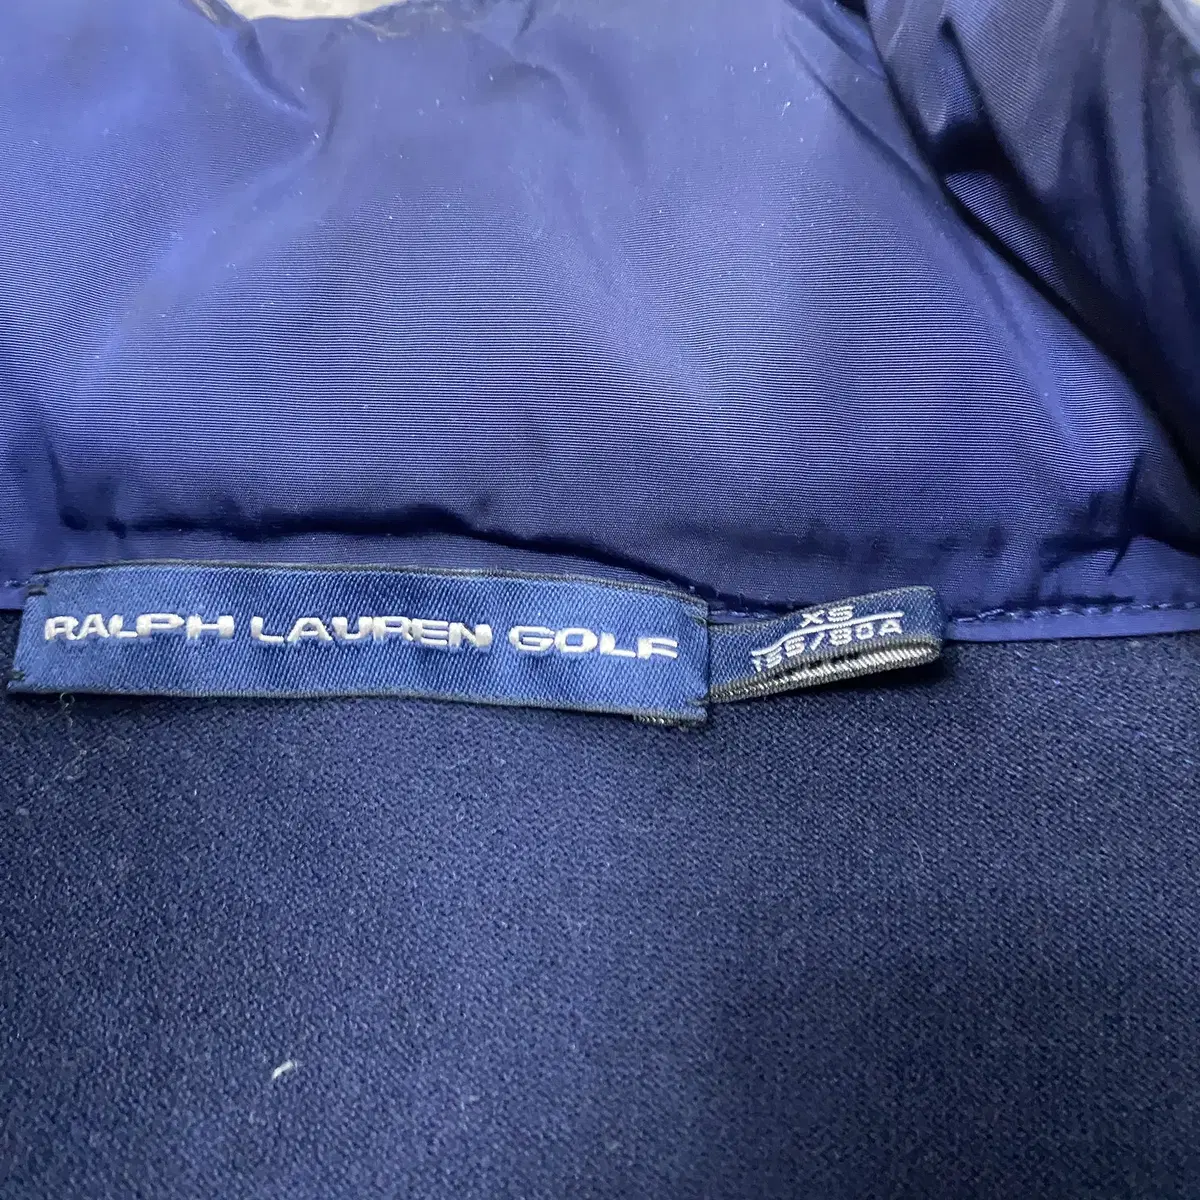 RALPH LAUREN GOLF
XS
155/80A